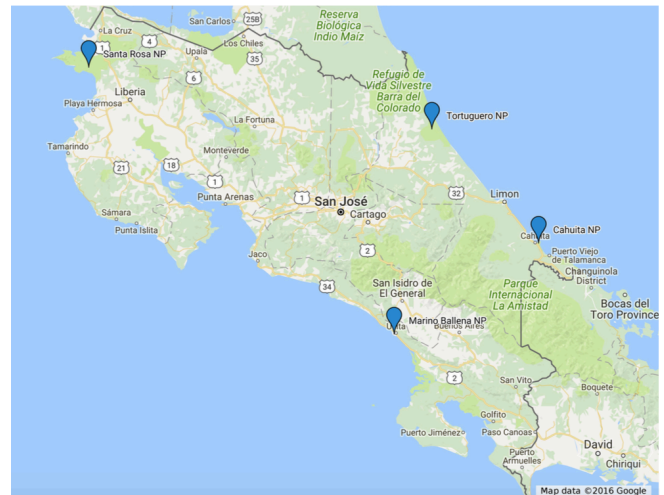 Reserva
Biológica
Indio Maíz
San Carlos
25B
La Cruz
4
1
Santa Rosa NP
Upala
Los Chiles
35
6
Refugio de
Vida Silvestre
Barra del
Colorado
Liberia
Playa Hermosa
Tortuguero NP
La Fortuna
Tamarindo
Monteverde
21
18
1
32
Limon
Punta Arenas
1
San José
Cartago
Sámara
Punta Islita
Cahuita NP
Cahuita
2
Puerto Viejo
de Talamanca
Jaco
Changuinola
District
34
San Isidro de
El General
Parque
Internacional
La Amistad
Bocas del
Toro Province
Marino Ballena NP
Uvita
Buenos Aires
2
San Vito
Boquete
Golfito
Puerto Jiménez
Paso Canoas
David
Puerto
Armuelles
Chiriqui
Map data ©2016 Google